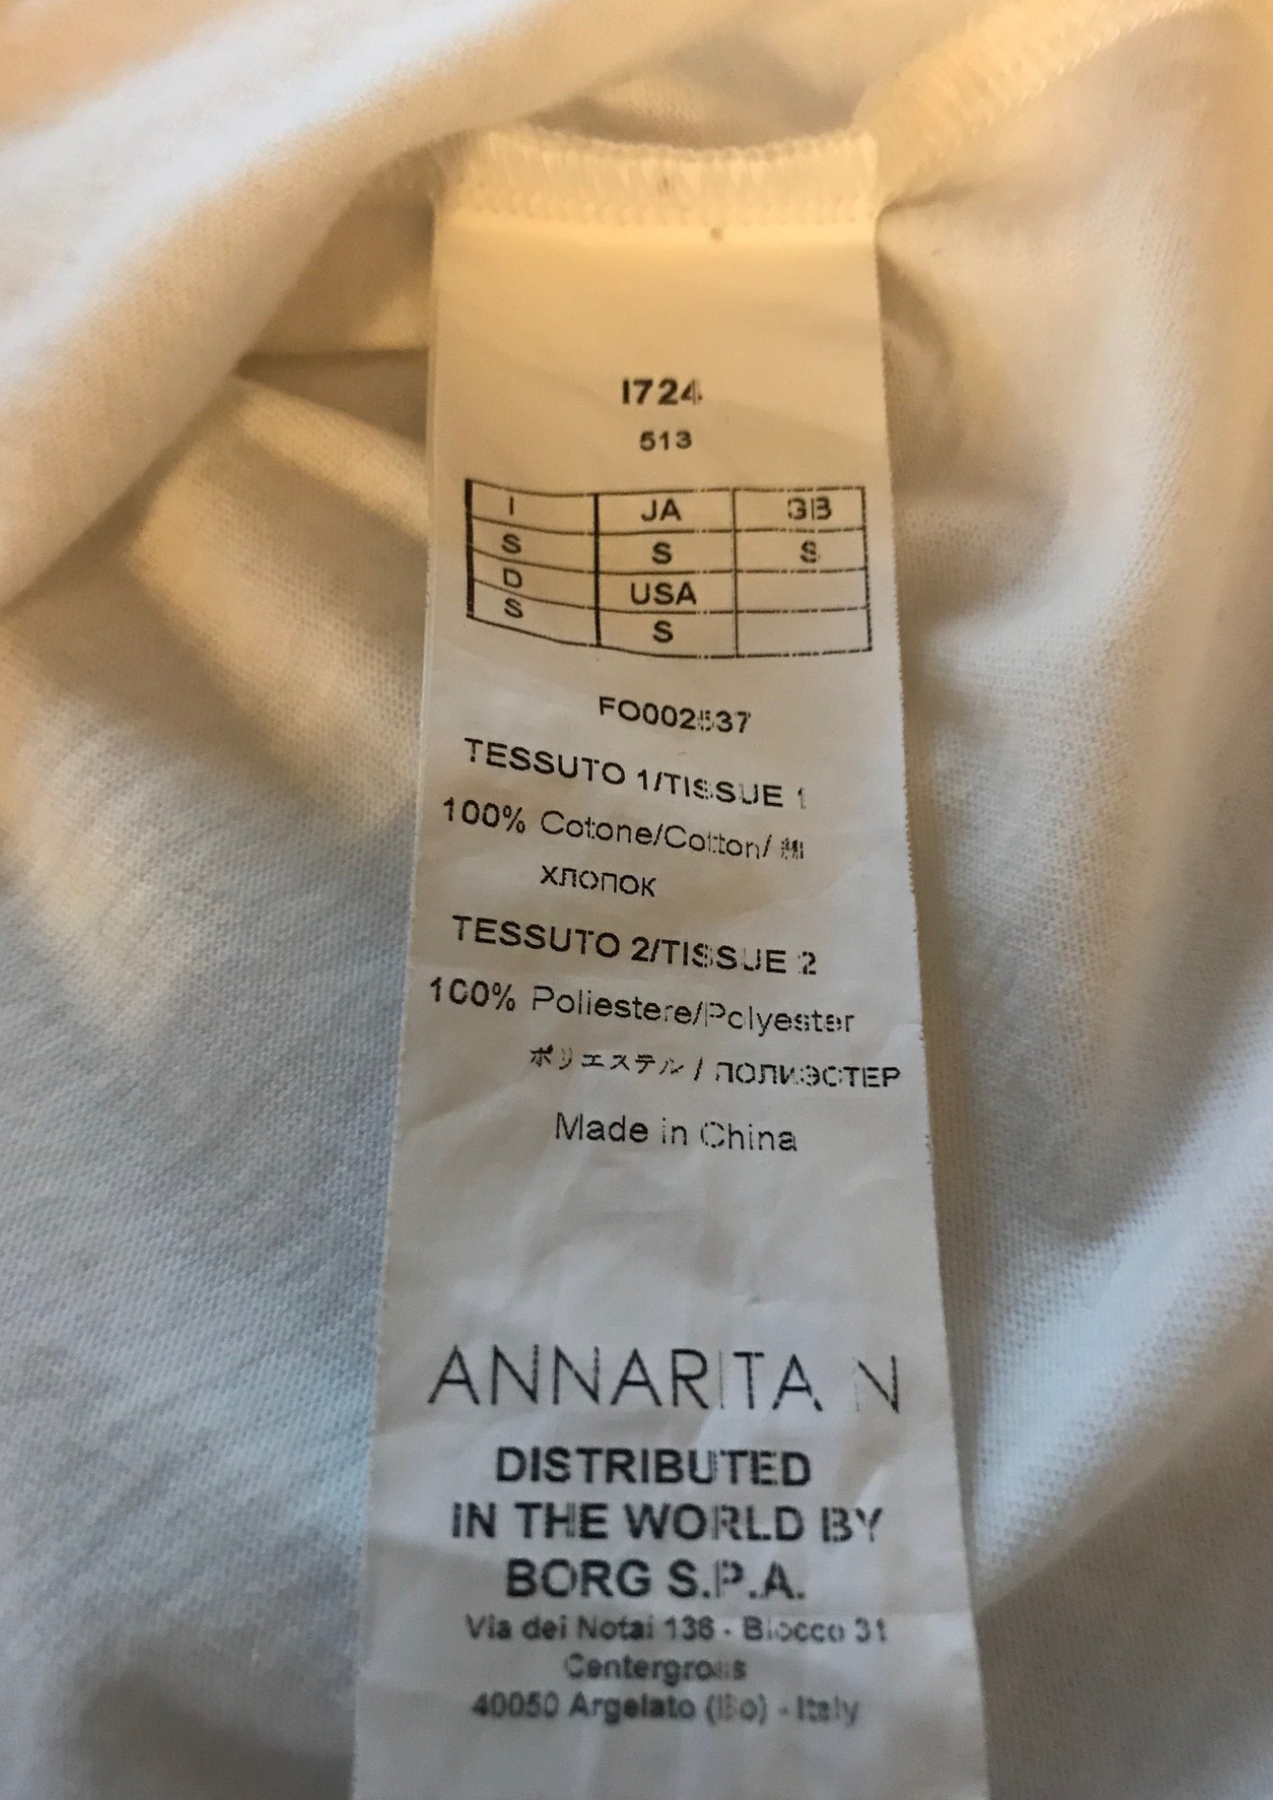 I724
513
I JA GB
S S S
D USA
S S
FO002537
TESSUTO 1/TISSUE 1
100% Cotone/Cotton/ 綿
хлопок
TESSUTO 2/TISSUE 2
100% Poliestere/Polyester
ポリエステル / ПОЛИЭСТЕР
Made in China
ANNARITA N
DISTRIBUTED
IN THE WORLD BY
BORG S.P.A.
Via dei Notai 136 - Blocco 31
Centergross
40050 Argelato (Bo) - Italy